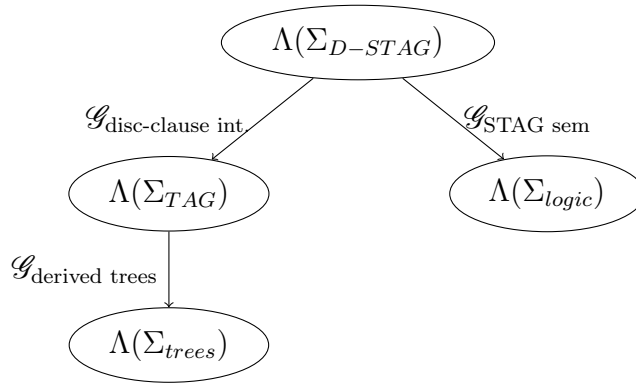 Λ(Σ_{D−STAG})
𝒢_{disc-clause int.}
𝒢_{STAG sem}
Λ(Σ_{TAG})
Λ(Σ_{logic})
𝒢_{derived trees}
Λ(Σ_{trees})